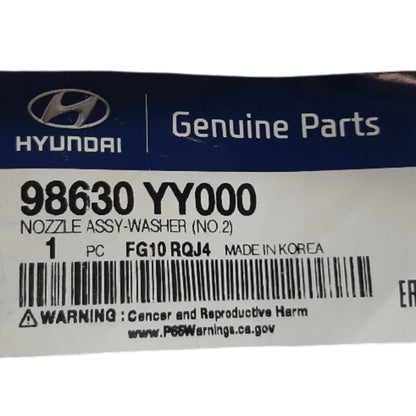 HYUNDAI
Genuine Parts
98630 YY000
NOZZLE ASSY-WASHER (NO.2)
1 PC FG10 RQJ4 MADE IN KOREA
⚠WARNING : Cancer and Reproductive Harm
www.P65Warnings.ca.gov